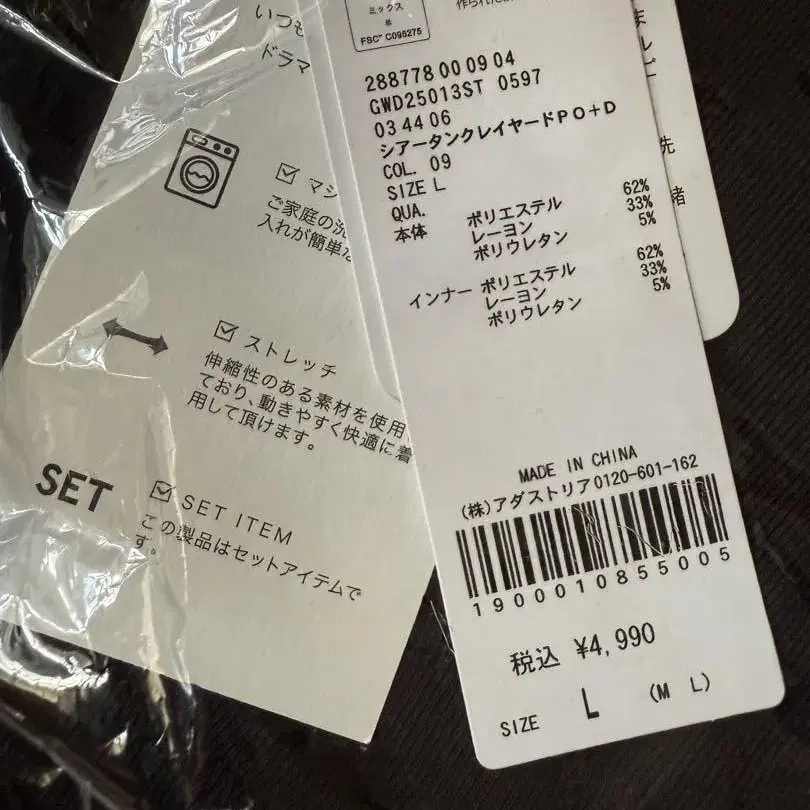 いつも
ドラマ
マシ
ご家庭の洗
入れが簡単な
ストレッチ
伸縮性のある素材を使用し
ており、動きやすく快適に着
用して頂けます。
SET
SET ITEM
この製品はセットアイテムで
す。
ミックス
紙
FSC™ C095275
288778 00 09 04
GWD25013ST 0597
03 44 06
シアータンクレイヤードPO+D
COL. 09
SIZE L
QUA.
本体 ポリエステル 62%
レーヨン 33%
ポリウレタン 5%
インナー ポリエステル 62%
レーヨン 33%
ポリウレタン 5%
MADE IN CHINA
(株)アダストリア0120-601-162
1900010855005
税込 ¥4,990
SIZE L (M L)
先